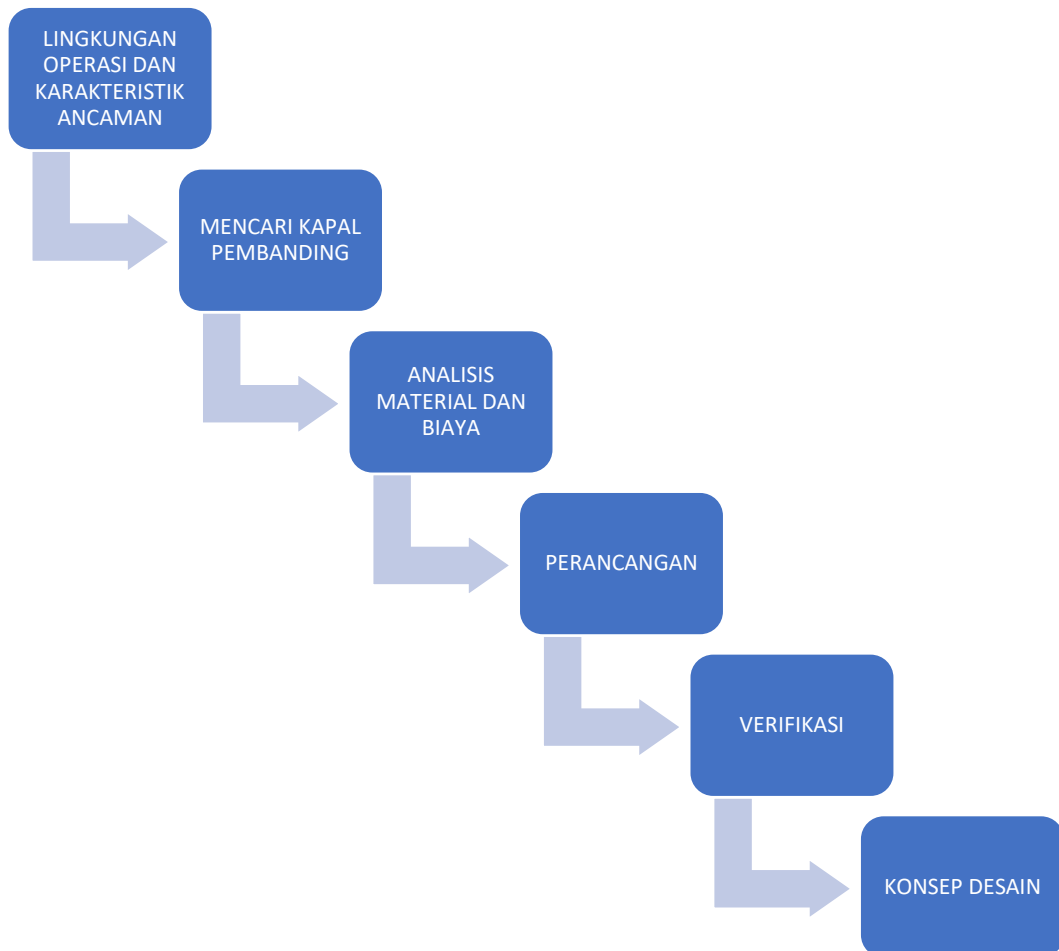 LINGKUNGAN
OPERASI DAN
KARAKTERISTIK
ANCAMAN
MENCARI KAPAL
PEMBANDING
ANALISIS
MATERIAL DAN
BIAYA
PERANCANGAN
VERIFIKASI
KONSEP DESAIN